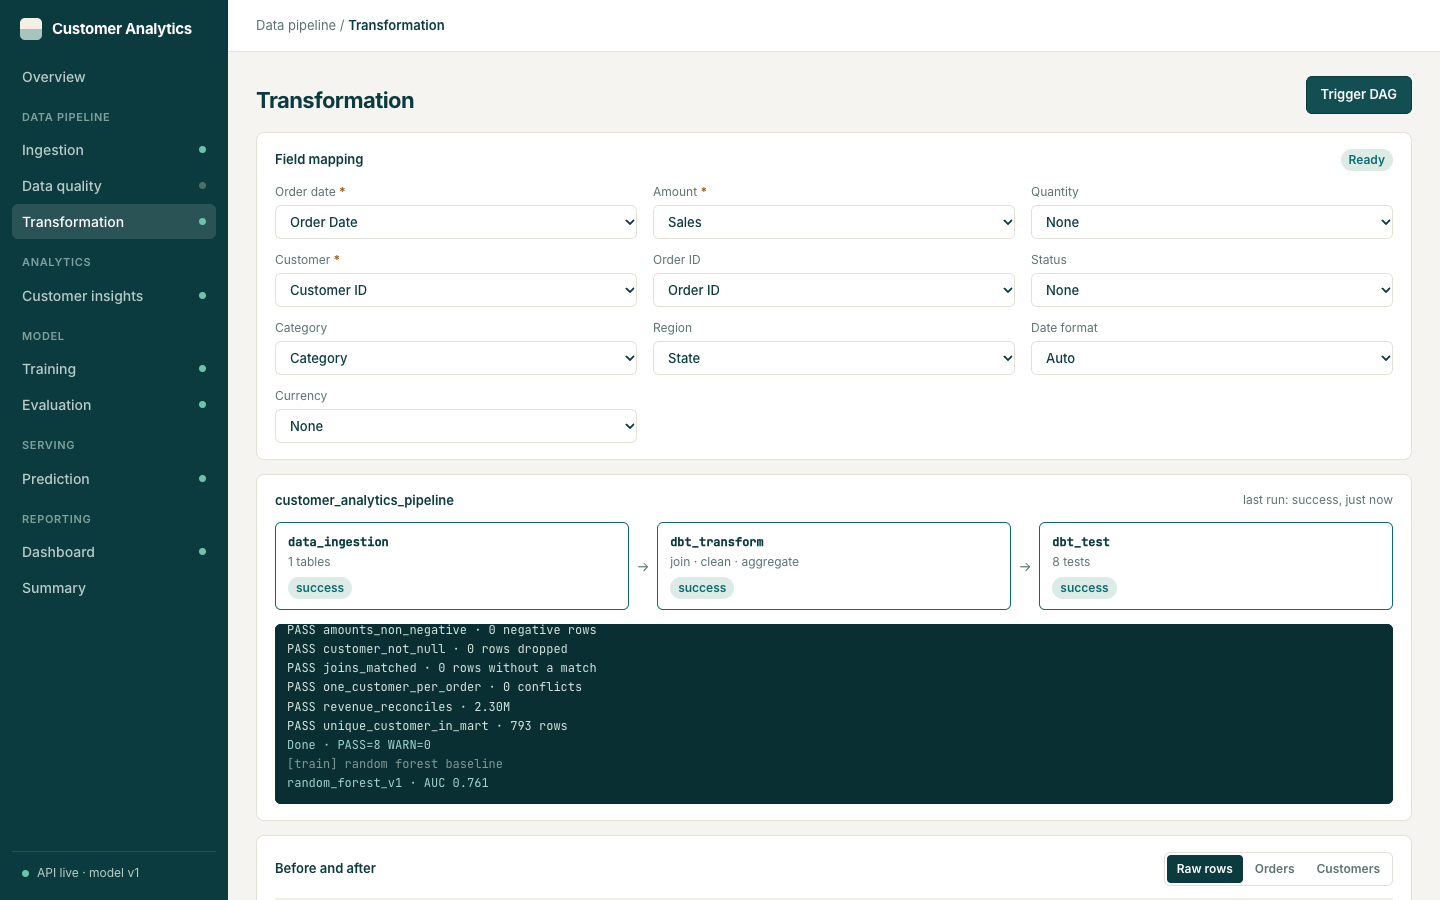 Customer Analytics
Overview
DATA PIPELINE
Ingestion
Data quality
Transformation
ANALYTICS
Customer insights
MODEL
Training
Evaluation
SERVING
Prediction
REPORTING
Dashboard
Summary
API live · model v1
Data pipeline / Transformation
Transformation
Trigger DAG
Field mapping
Ready
Order date *
Amount *
Quantity
Order Date
Sales
None
Customer *
Order ID
Status
Customer ID
Order ID
None
Category
Region
Date format
Category
State
Auto
Currency
None
customer_analytics_pipeline
last run: success, just now
data_ingestion
1 tables
success
→
dbt_transform
join · clean · aggregate
success
→
dbt_test
8 tests
success
PASS amounts_non_negative · 0 negative rows
PASS customer_not_null · 0 rows dropped
PASS joins_matched · 0 rows without a match
PASS one_customer_per_order · 0 conflicts
PASS revenue_reconciles · 2.30M
PASS unique_customer_in_mart · 793 rows
Done · PASS=8 WARN=0
[train] random forest baseline
random_forest_v1 · AUC 0.761
Before and after
Raw rows
Orders
Customers